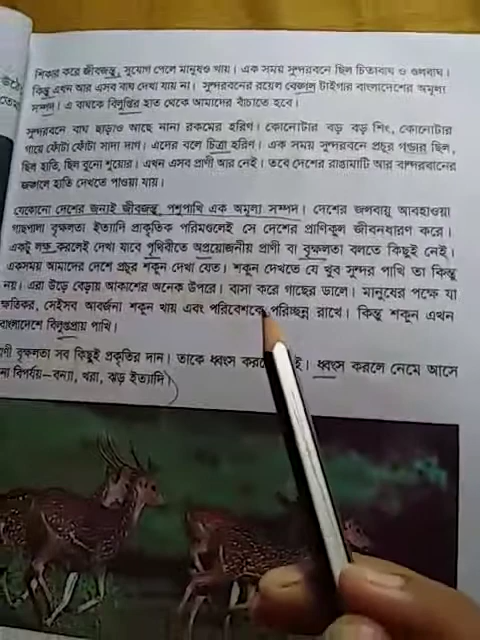 শিকার করে জীবজন্তু, সুযোগ পেলে মানুষও খায়। এক সময় সুন্দরবনে ছিল চিতাবাঘ ও ওলবাঘ।
কিন্তু এখন আর এসব বাঘ দেখা যায় না। সুন্দরবনের রয়েল বেঙ্গল টাইগার বাংলাদেশের অমূল্য
সম্পদ। এ বাঘকে বিলুপ্তির হাত থেকে আমাদের বাঁচাতে হবে।
সুন্দরবনে বাঘ ছাড়াও আছে নানা রকমের হরিণ। কোনোটার বড় বড় শিং, কোনোটার
গায়ে ফোঁটা ফোঁটা সাদা দাগ। এদের বলে চিত্রা হরিণ। এক সময় সুন্দরবনে প্রচুর গণ্ডার ছিল,
ছিল হাতি, ছিল বুনো শুয়োর। এখন এসব প্রাণী আর নেই। তবে দেশের রাঙামাটি আর বান্দরবানের
জঙ্গলে হাতি দেখতে পাওয়া যায়।
যেকোনো দেশের জন্যই জীবজন্তু, পশুপাখি এক অমূল্য সম্পদ। দেশের জলবায়ু আবহাওয়া
গাছপালা বৃক্ষলতা ইত্যাদি প্রাকৃতিক পরিমণ্ডলেই সে দেশের প্রাণিকুল জীবনধারণ করে।
একটু লক্ষ করলেই দেখা যাবে পৃথিবীতে অপ্রয়োজনীয় প্রাণী বা বৃক্ষলতা বলতে কিছুই নেই।
একসময় আমাদের দেশে প্রচুর শকুন দেখা যেত। শকুন দেখতে যে খুব সুন্দর পাখি তা কিন্তু
নয়। এরা উড়ে বেড়ায় আকাশের অনেক উপরে। বাসা করে গাছের ডালে। মানুষের পক্ষে যা
ক্ষতিকর, সেইসব আবর্জনা শকুন খায় এবং পরিবেশকে পরিচ্ছন্ন রাখে। কিন্তু শকুন এখন
বাংলাদেশে বিলুপ্তপ্রায় পাখি।
বৃক্ষলতা সব কিছুই প্রকৃতির দান। তাকে ধ্বংস করতে নেই। ধ্বংস করলে নেমে আসে
বিপর্যয়–বন্যা, খরা, ঝড় ইত্যাদি।